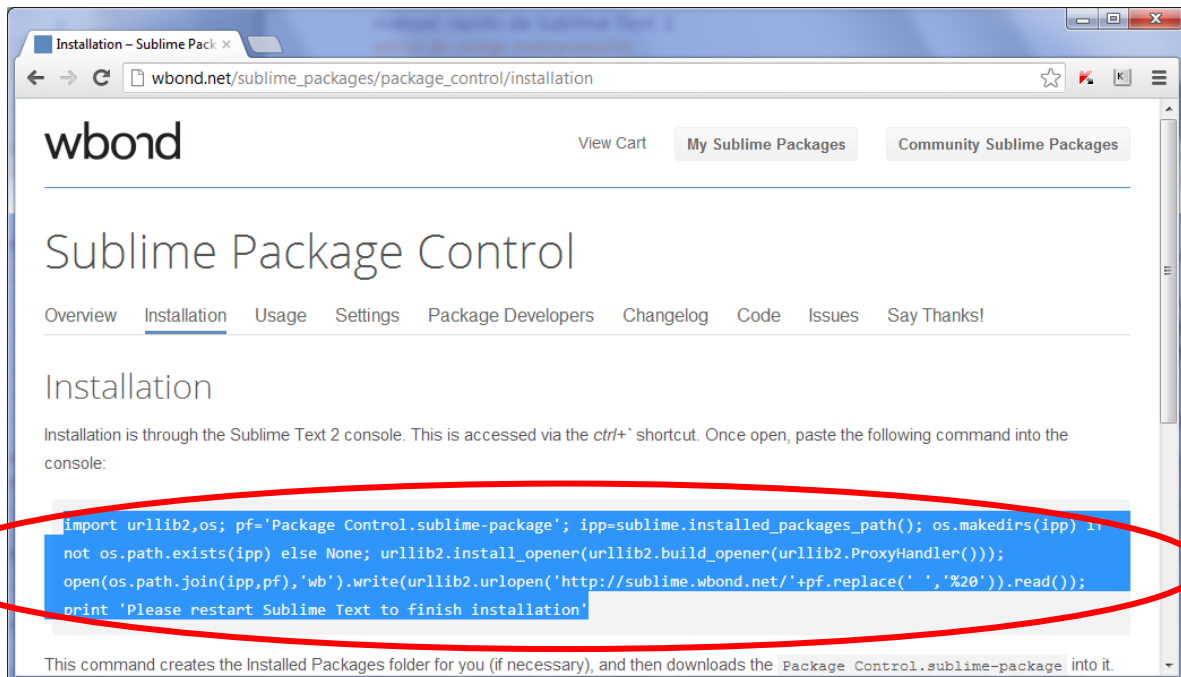 manual rapido de Sublime Text 2
Installation – Sublime Pack ×
wbond.net/sublime_packages/package_control/installation
K
wbond
View Cart
My Sublime Packages
Community Sublime Packages
Sublime Package Control
Overview Installation Usage Settings Package Developers Changelog Code Issues Say Thanks!
Installation
Installation is through the Sublime Text 2 console. This is accessed via the ctrl+` shortcut. Once open, paste the following command into the
console:
import urllib2,os; pf='Package Control.sublime-package'; ipp=sublime.installed_packages_path(); os.makedirs(ipp) if
not os.path.exists(ipp) else None; urllib2.install_opener(urllib2.build_opener(urllib2.ProxyHandler()));
open(os.path.join(ipp,pf),'wb').write(urllib2.urlopen('http://sublime.wbond.net/'+pf.replace(' ','%20')).read());
print 'Please restart Sublime Text to finish installation'
This command creates the Installed Packages folder for you (if necessary), and then downloads the Package Control.sublime-package into it.